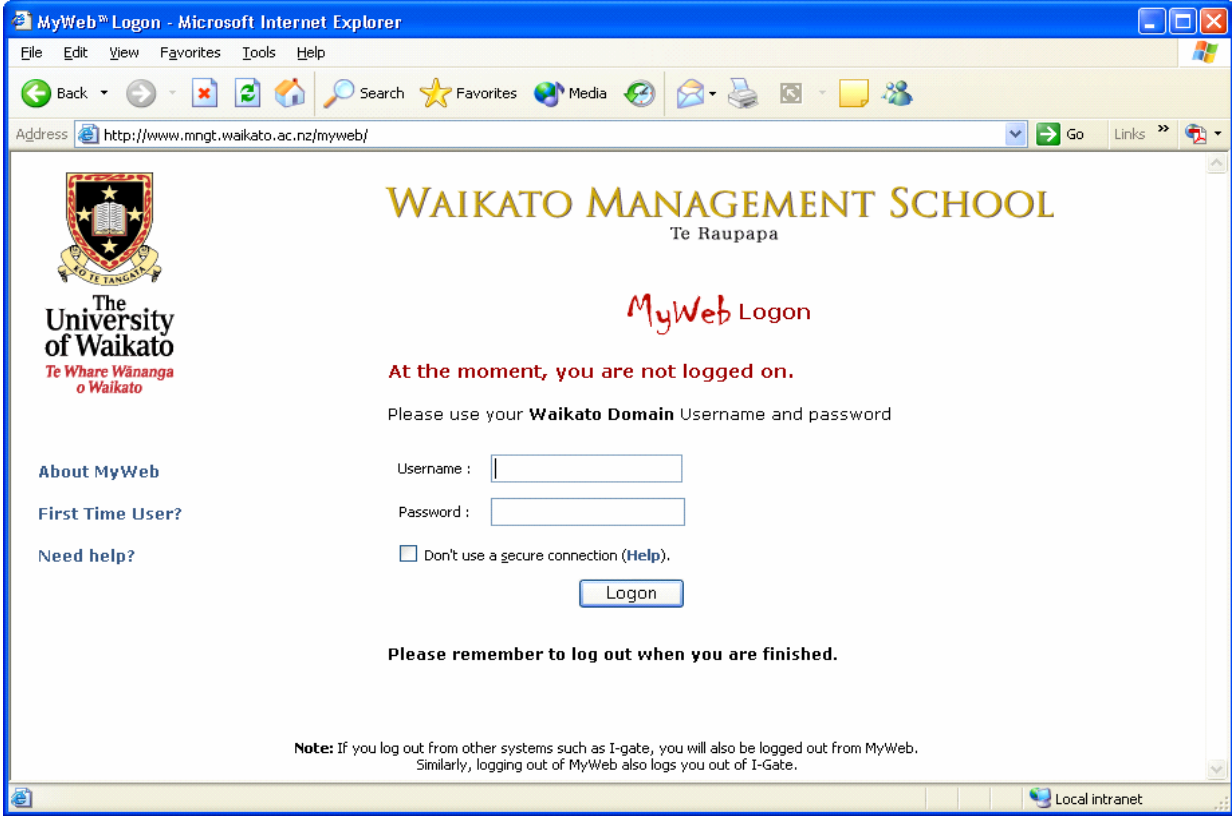 MyWeb™ Logon - Microsoft Internet Explorer
File Edit View Favorites Tools Help
Back Search Favorites Media
Address http://www.mngt.waikato.ac.nz/myweb/ Go Links »
KO TE TANGATA
The
University
of Waikato
Te Whare Wānanga
o Waikato
WAIKATO MANAGEMENT SCHOOL
Te Raupapa
MyWeb Logon
At the moment, you are not logged on.
Please use your Waikato Domain Username and password
About MyWeb
First Time User?
Need help?
Username :
Password :
Don't use a secure connection (Help).
Logon
Please remember to log out when you are finished.
Note: If you log out from other systems such as I-gate, you will also be logged out from MyWeb.
Similarly, logging out of MyWeb also logs you out of I-Gate.
Local intranet